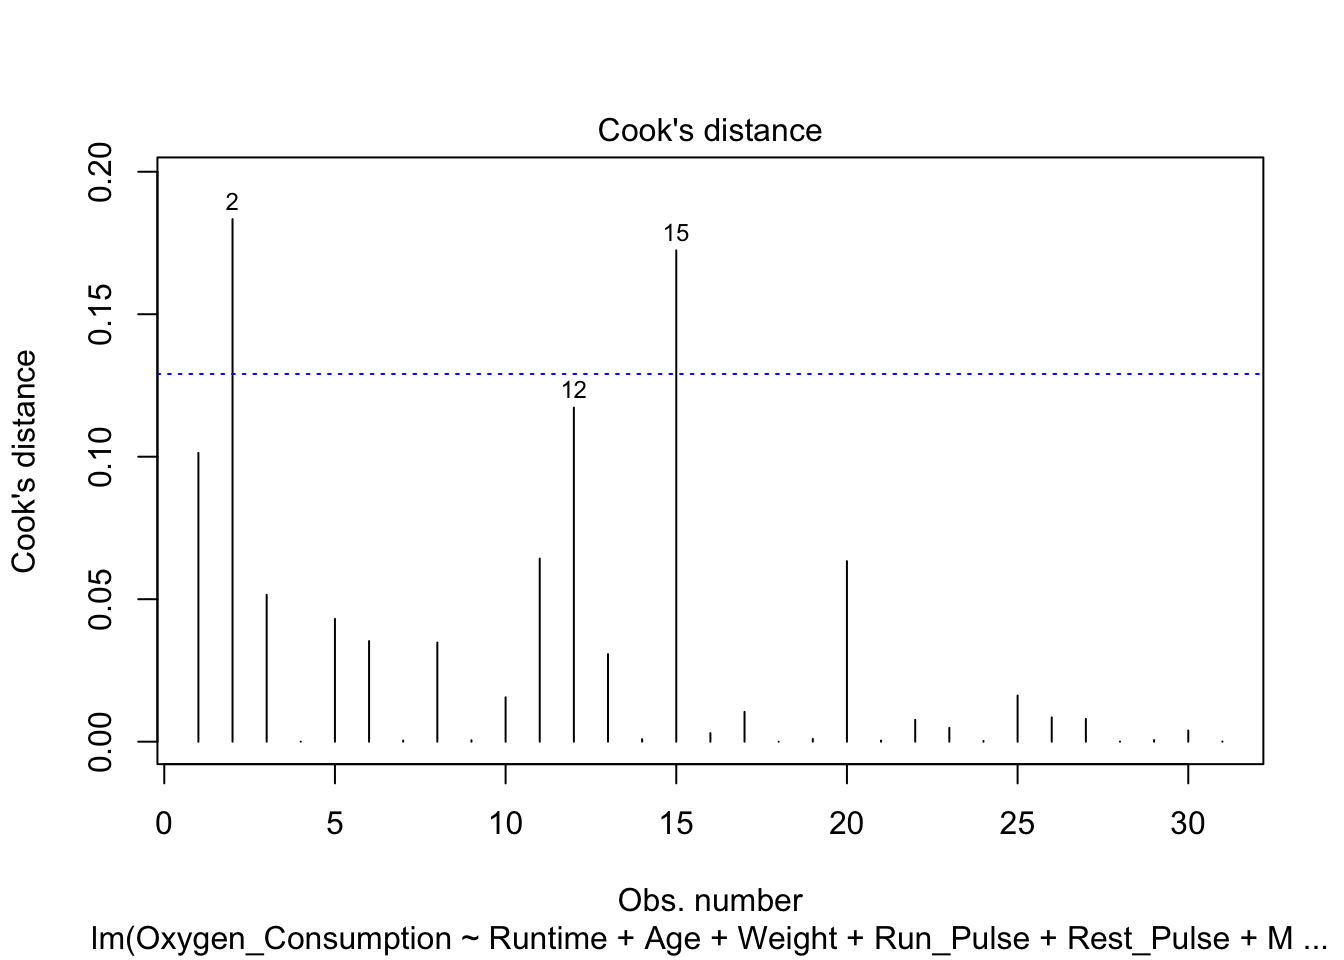 Cook's distance
Cook's distance
0.20
0.15
0.10
0.05
0.00
2
15
12
0 5 10 15 20 25 30
Obs. number
lm(Oxygen_Consumption ~ Runtime + Age + Weight + Run_Pulse + Rest_Pulse + M ...